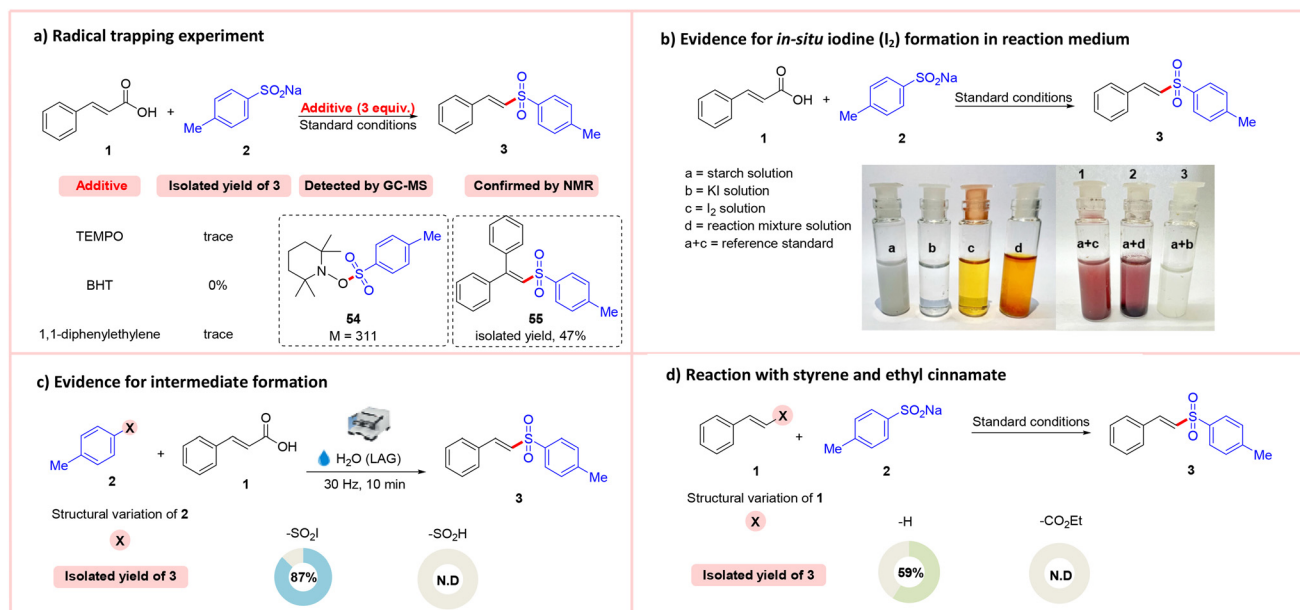 a) Radical trapping experiment
O
OH
+
SO₂Na
Me
1
2
Additive (3 equiv.)
Standard conditions
O
S
O
Me
3
Additive
Isolated yield of 3
Detected by GC-MS
Confirmed by NMR
TEMPO
trace
BHT
0%
1,1-diphenylethylene
trace
N
O
O
S
O
Me
54
M = 311
O
S
O
Me
55
isolated yield, 47%
b) Evidence for in-situ iodine (I₂) formation in reaction medium
O
OH
+
SO₂Na
Me
1
2
Standard conditions
O
S
O
Me
3
a = starch solution
b = KI solution
c = I₂ solution
d = reaction mixture solution
a+c = reference standard
a
b
c
d
1
2
3
a+c
a+d
a+b
c) Evidence for intermediate formation
X
Me
2
+
O
OH
1
H₂O (LAG)
30 Hz, 10 min
O
S
O
Me
3
Structural variation of 2
X
-SO₂I
-SO₂H
Isolated yield of 3
87%
N.D
d) Reaction with styrene and ethyl cinnamate
X
1
+
SO₂Na
Me
2
Standard conditions
O
S
O
Me
3
Structural variation of 1
X
-H
-CO₂Et
Isolated yield of 3
59%
N.D